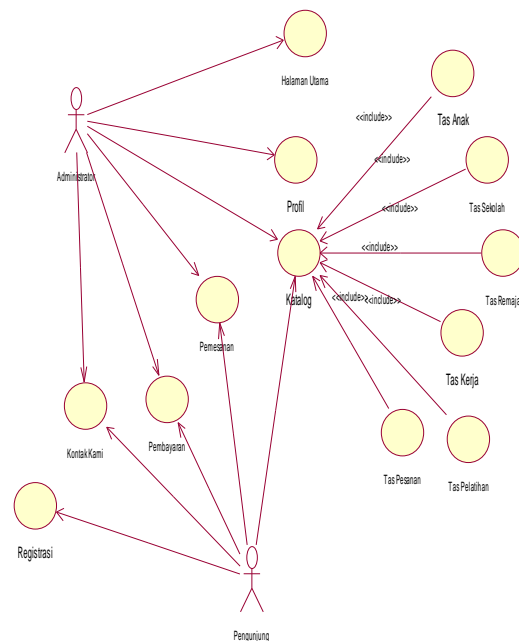 Halaman Utama
<<include>>
Tas Anak
<<include>>
Administrator
Profil
<<include>>
Tas Sekolah
<<include>>
Katalog
<<include>>
<<include>>
Tas Remaja
Pemesanan
Tas Kerja
Kontak Kami
Pembayaran
Tas Pesanan
Tas Pelatihan
Registrasi
Pengunjung